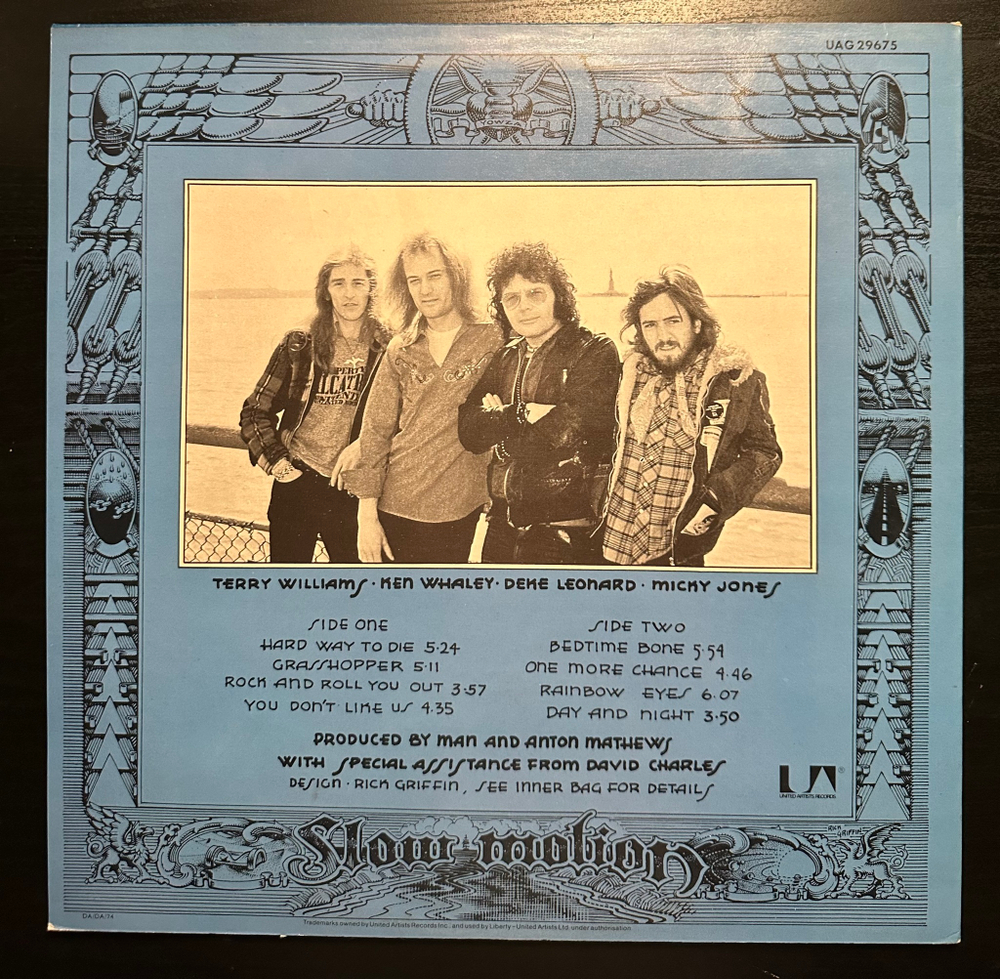 UAG 29675
TERRY WILLIAMS · KEN WHALEY · DEKE LEONARD · MICKY JONES
SIDE ONE
HARD WAY TO DIE 5·24
GRASSHOPPER 5·11
ROCK AND ROLL YOU OUT 3·57
YOU DON'T LIKE US 4.35
SIDE TWO
BEDTIME BONE 5·54
ONE MORE CHANCE 4·46
RAINBOW EYES 6.07
DAY AND NIGHT 3·50
PRODUCED BY MAN AND ANTON MATHEWS
WITH SPECIAL ASSISTANCE FROM DAVID CHARLES
DESIGN · RICK GRIFFIN, SEE INNER BAG FOR DETAILS
UA®
UNITED ARTISTS RECORDS
RICK GRIFFIN
Slow motion
DA/DA/74
Trademarks owned by United Artists Records Inc. and used by Liberty - United Artists Ltd. under authorisation.